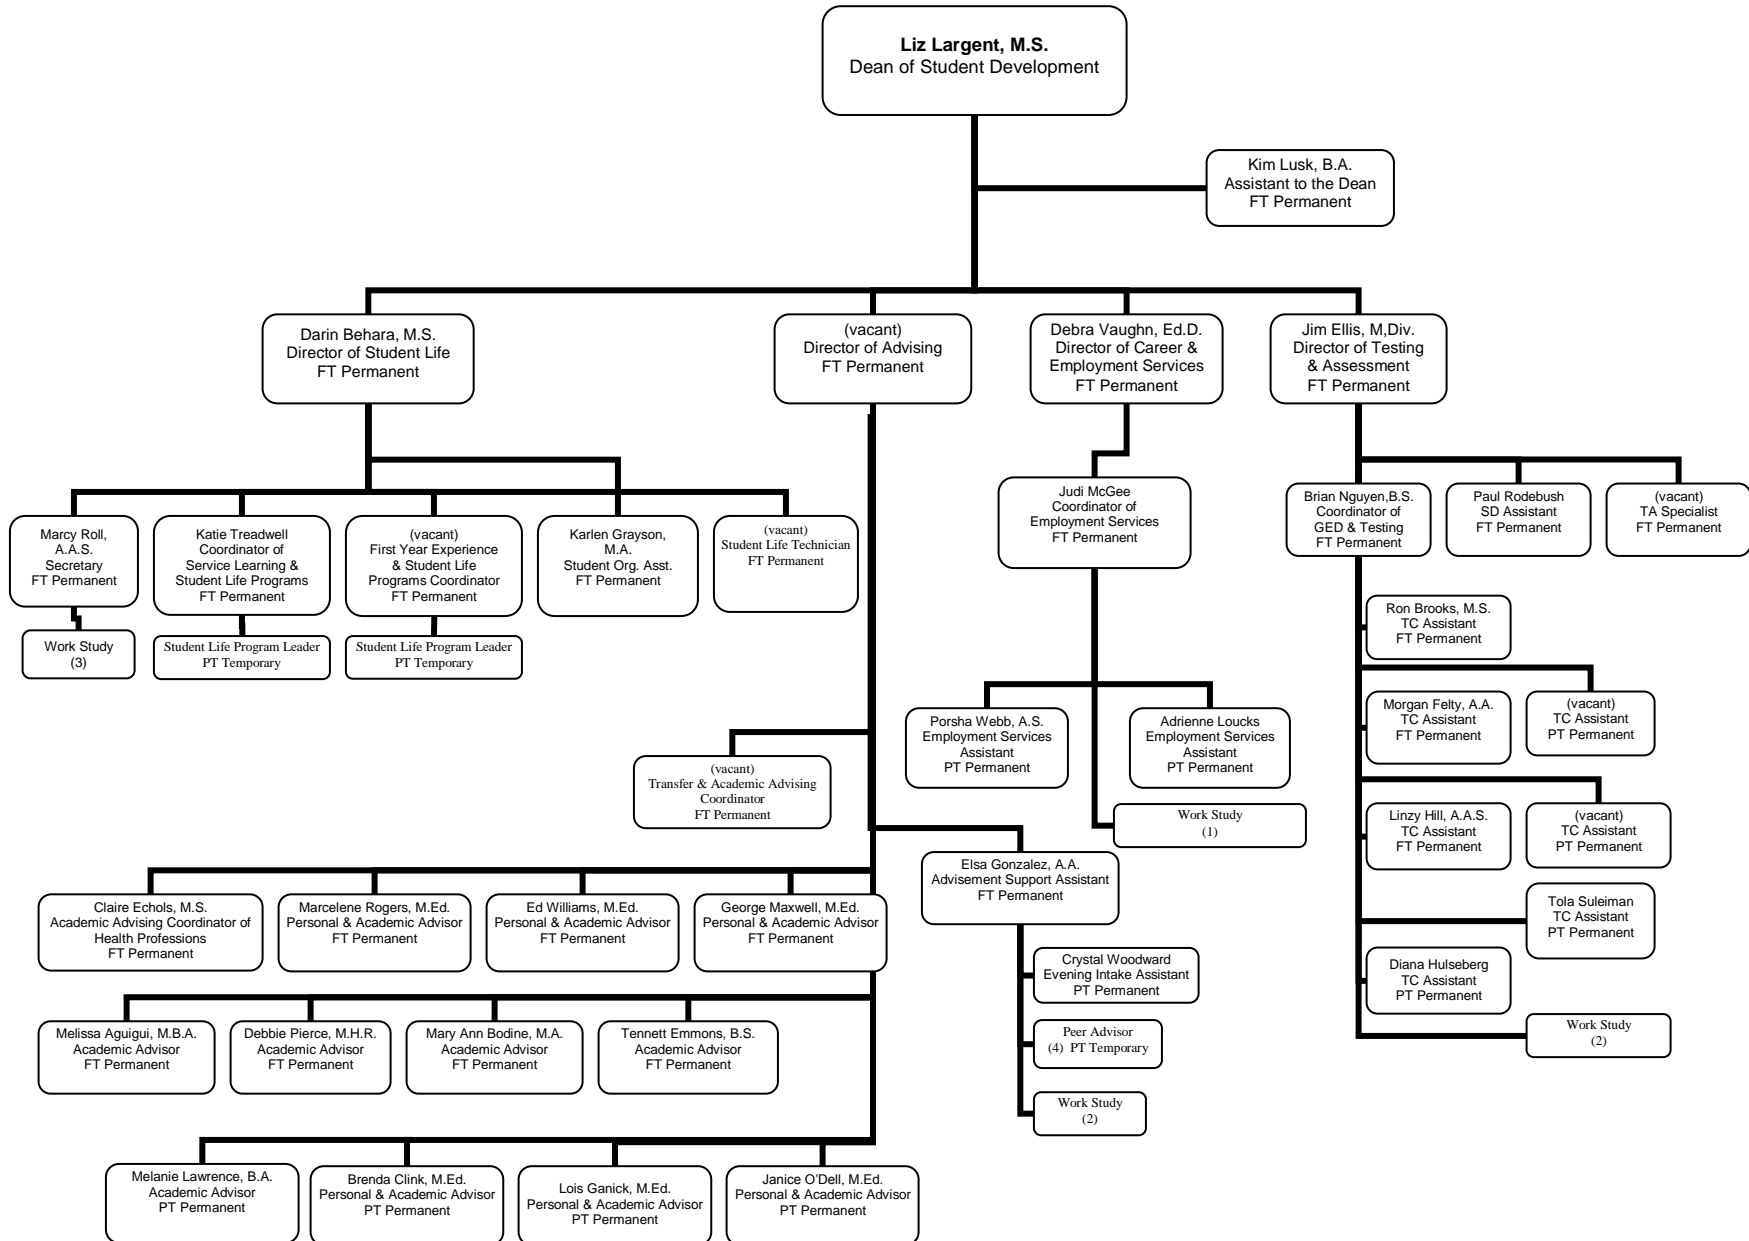 Liz Largent, M.S.
Dean of Student Development
Kim Lusk, B.A.
Assistant to the Dean
FT Permanent
Darin Behara, M.S.
Director of Student Life
FT Permanent
(vacant)
Director of Advising
FT Permanent
Debra Vaughn, Ed.D.
Director of Career &
Employment Services
FT Permanent
Jim Ellis, M,Div.
Director of Testing
& Assessment
FT Permanent
Marcy Roll,
A.A.S.
Secretary
FT Permanent
Katie Treadwell
Coordinator of
Service Learning &
Student Life Programs
FT Permanent
(vacant)
First Year Experience
& Student Life
Programs Coordinator
FT Permanent
Karlen Grayson,
M.A.
Student Org. Asst.
FT Permanent
(vacant)
Student Life Technician
FT Permanent
Judi McGee
Coordinator of
Employment Services
FT Permanent
Brian Nguyen,B.S.
Coordinator of
GED & Testing
FT Permanent
Paul Rodebush
SD Assistant
FT Permanent
(vacant)
TA Specialist
FT Permanent
Work Study
(3)
Student Life Program Leader
PT Temporary
Student Life Program Leader
PT Temporary
Ron Brooks, M.S.
TC Assistant
FT Permanent
Morgan Felty, A.A.
TC Assistant
FT Permanent
(vacant)
TC Assistant
PT Permanent
Porsha Webb, A.S.
Employment Services
Assistant
PT Permanent
Adrienne Loucks
Employment Services
Assistant
PT Permanent
(vacant)
Transfer & Academic Advising
Coordinator
FT Permanent
Work Study
(1)
Linzy Hill, A.A.S.
TC Assistant
FT Permanent
(vacant)
TC Assistant
PT Permanent
Elsa Gonzalez, A.A.
Advisement Support Assistant
FT Permanent
Claire Echols, M.S.
Academic Advising Coordinator of
Health Professions
FT Permanent
Marcelene Rogers, M.Ed.
Personal & Academic Advisor
FT Permanent
Ed Williams, M.Ed.
Personal & Academic Advisor
FT Permanent
George Maxwell, M.Ed.
Personal & Academic Advisor
FT Permanent
Tola Suleiman
TC Assistant
PT Permanent
Crystal Woodward
Evening Intake Assistant
PT Permanent
Diana Hulseberg
TC Assistant
PT Permanent
Melissa Aguigui, M.B.A.
Academic Advisor
FT Permanent
Debbie Pierce, M.H.R.
Academic Advisor
FT Permanent
Mary Ann Bodine, M.A.
Academic Advisor
FT Permanent
Tennett Emmons, B.S.
Academic Advisor
FT Permanent
Peer Advisor
(4) PT Temporary
Work Study
(2)
Work Study
(2)
Melanie Lawrence, B.A.
Academic Advisor
PT Permanent
Brenda Clink, M.Ed.
Personal & Academic Advisor
PT Permanent
Lois Ganick, M.Ed.
Personal & Academic Advisor
PT Permanent
Janice O'Dell, M.Ed.
Personal & Academic Advisor
PT Permanent